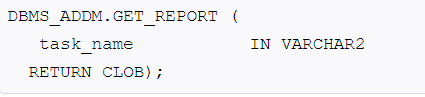 DBMS_ADDM.GET_REPORT (
task_name IN VARCHAR2
RETURN CLOB);